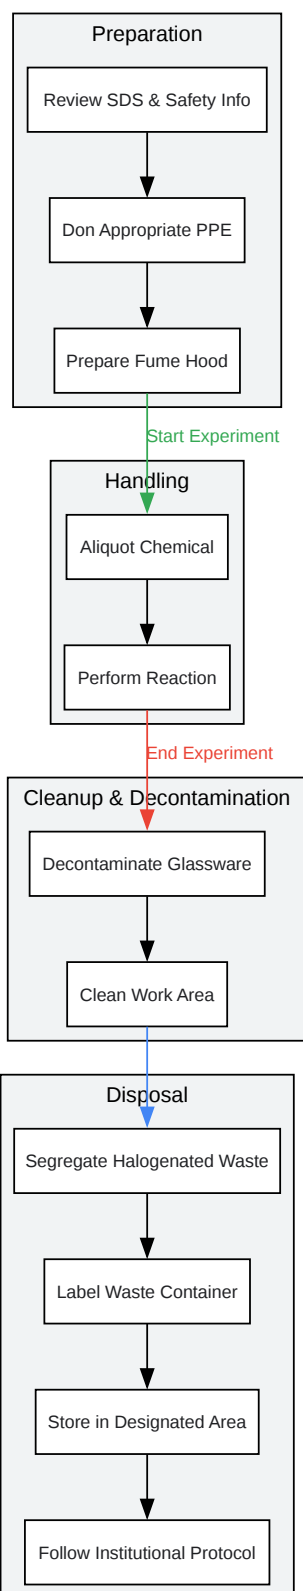 Preparation
Review SDS & Safety Info
Don Appropriate PPE
Prepare Fume Hood
Start Experiment
Handling
Aliquot Chemical
Perform Reaction
End Experiment
Cleanup & Decontamination
Decontaminate Glassware
Clean Work Area
Disposal
Segregate Halogenated Waste
Label Waste Container
Store in Designated Area
Follow Institutional Protocol